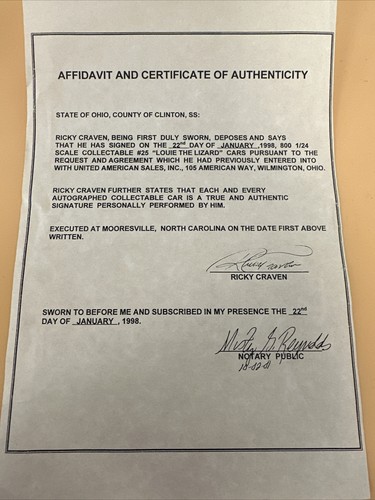 AFFIDAVIT AND CERTIFICATE OF AUTHENTICITY
STATE OF OHIO, COUNTY OF CLINTON, SS:
RICKY CRAVEN, BEING FIRST DULY SWORN, DEPOSES AND SAYS
THAT HE HAS SIGNED ON THE 22nd DAY OF JANUARY ,1998, 800 1/24
SCALE COLLECTABLE #25 "LOUIE THE LIZARD" CARS PURSUANT TO THE
REQUEST AND AGREEMENT WHICH HE HAD PREVIOUSLY ENTERED INTO
WITH UNITED AMERICAN SALES, INC., 105 AMERICAN WAY, WILMINGTON, OHIO.
RICKY CRAVEN FURTHER STATES THAT EACH AND EVERY
AUTOGRAPHED COLLECTABLE CAR IS A TRUE AND AUTHENTIC
SIGNATURE PERSONALLY PERFORMED BY HIM.
EXECUTED AT MOORESVILLE, NORTH CAROLINA ON THE DATE FIRST ABOVE
WRITTEN.
RICKY CRAVEN
SWORN TO BEFORE ME AND SUBSCRIBED IN MY PRESENCE THE 22nd
DAY OF JANUARY , 1998.
Misty G. Reynolds
NOTARY PUBLIC